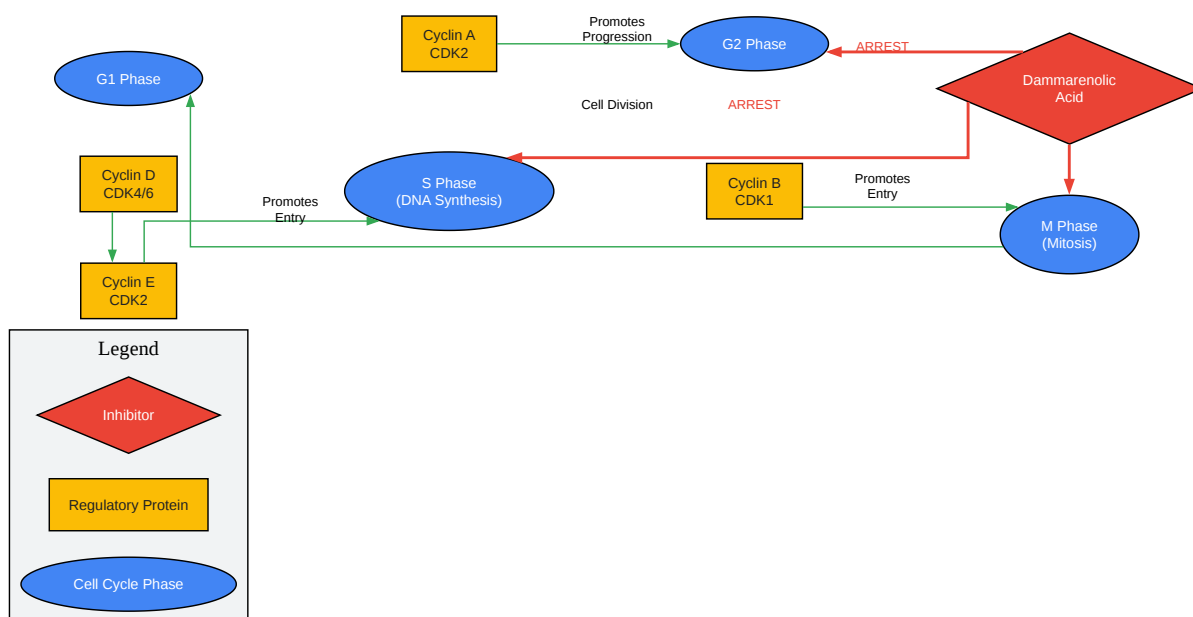 Cyclin A
CDK2
Promotes
Progression
G2 Phase
ARREST
Dammarenolic
Acid
G1 Phase
Cell Division
ARREST
Cyclin D
CDK4/6
Promotes
Entry
S Phase
(DNA Synthesis)
Cyclin B
CDK1
Promotes
Entry
M Phase
(Mitosis)
Cyclin E
CDK2
Legend
Inhibitor
Regulatory Protein
Cell Cycle Phase